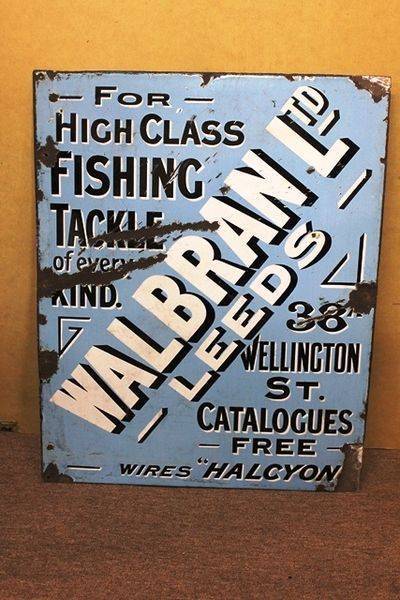 — FOR —
HIGH CLASS
FISHING
TACKLE
of every
KIND.
WALBRAN LTD
LEEDS
38
WELLINGTON
ST.
CATALOGUES
— FREE —
— WIRES "HALCYON